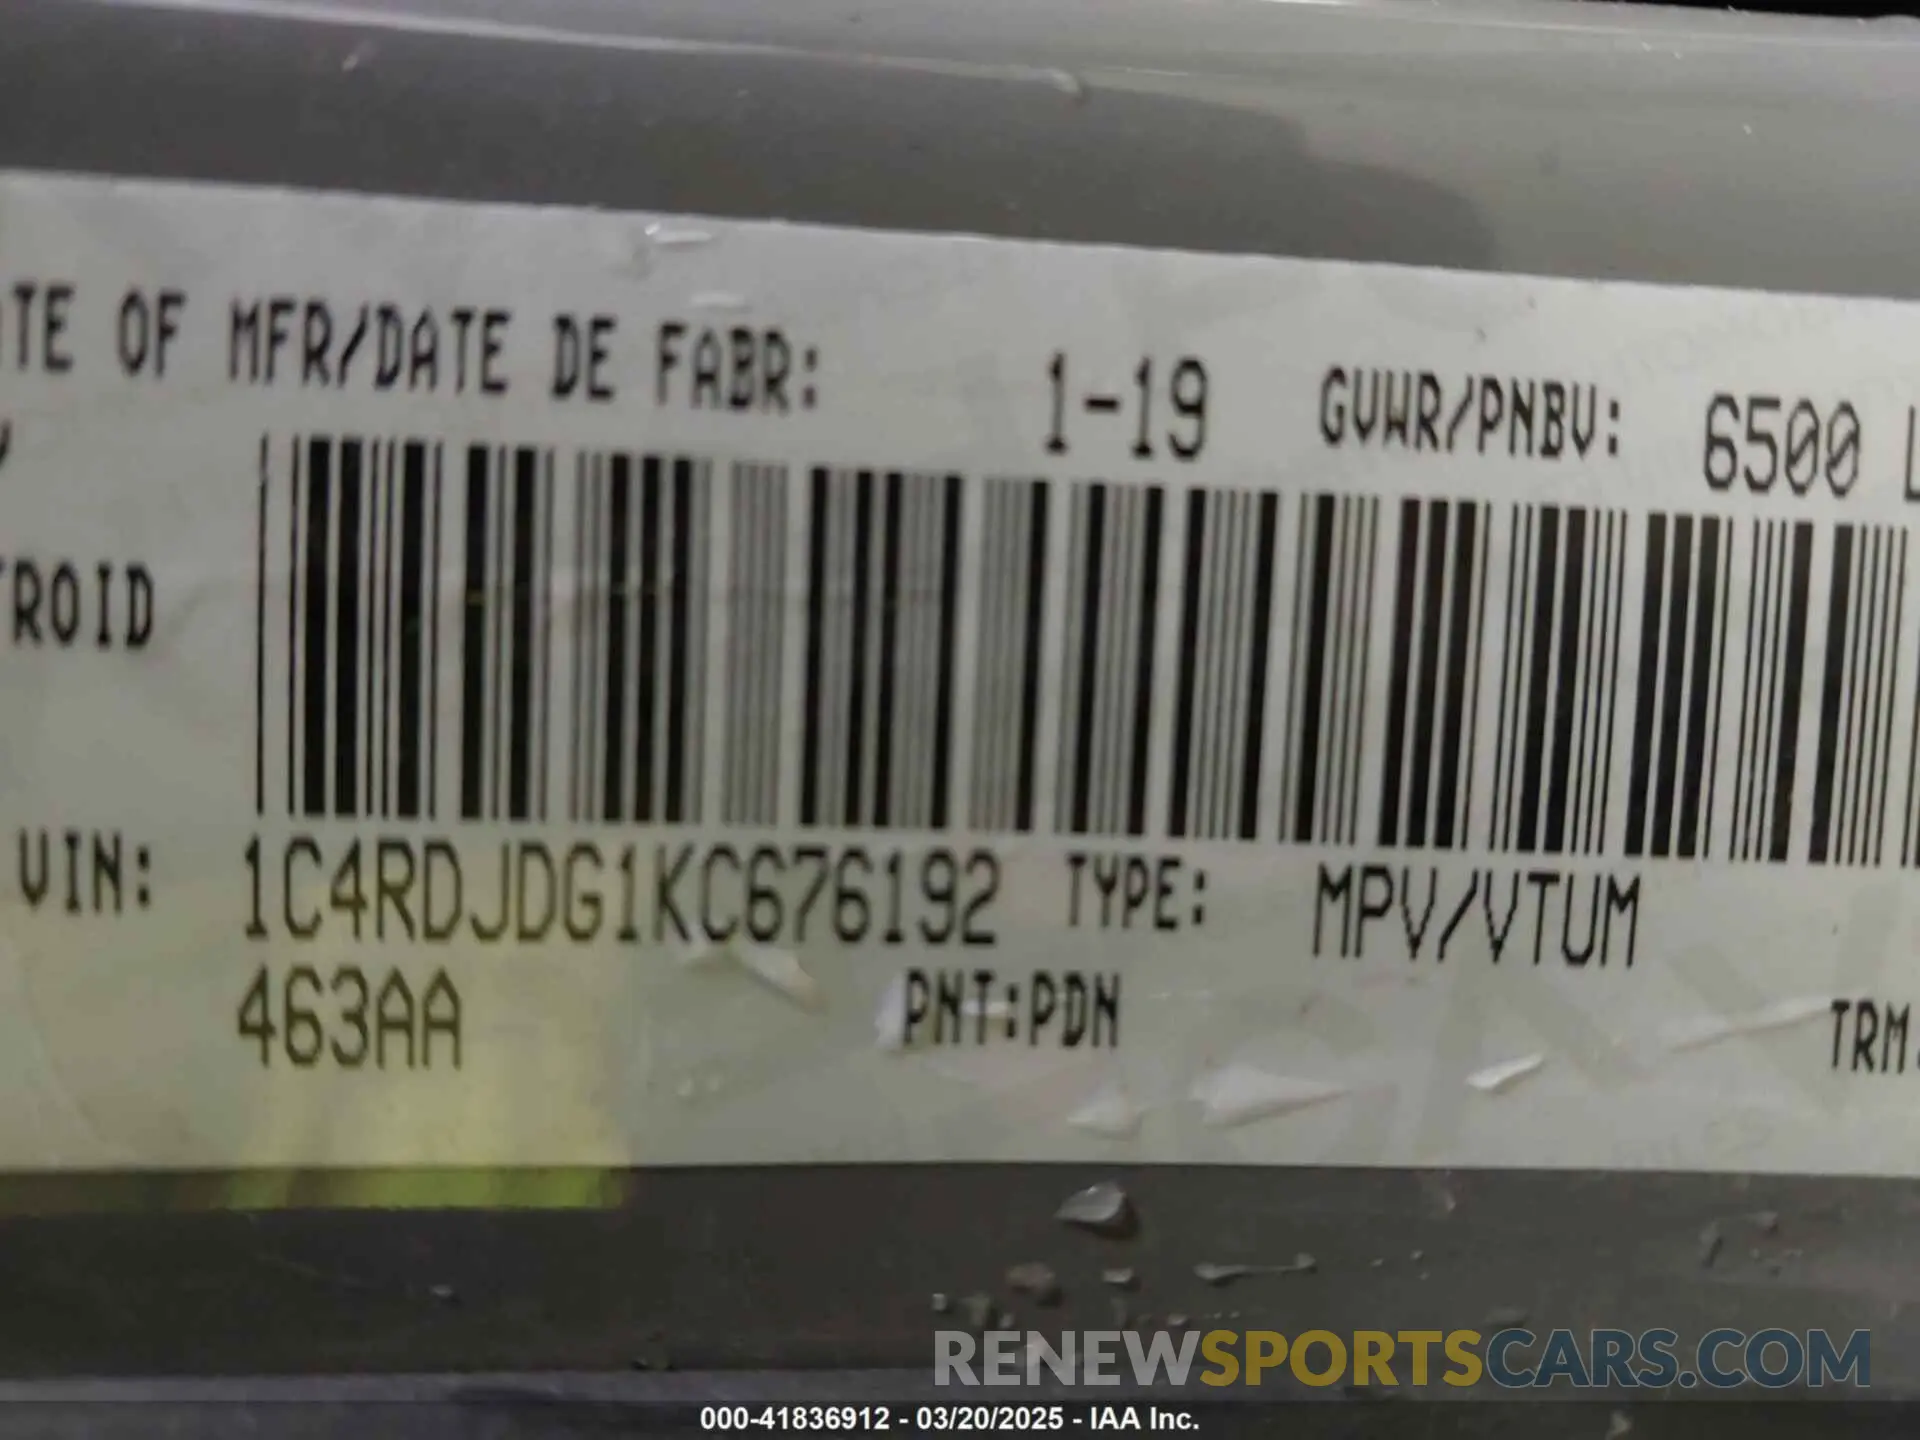 TE OF MFR/DATE DE FABR: 1-19 GVWR/PNBV: 6500 L
TROID
VIN: 1C4RDJDG1KC676192 TYPE: MPV/VTUM
463AA PNT:PDN TRM:
RENEWSPORTSCARS.COM
000-41836912 - 03/20/2025 - IAA Inc.